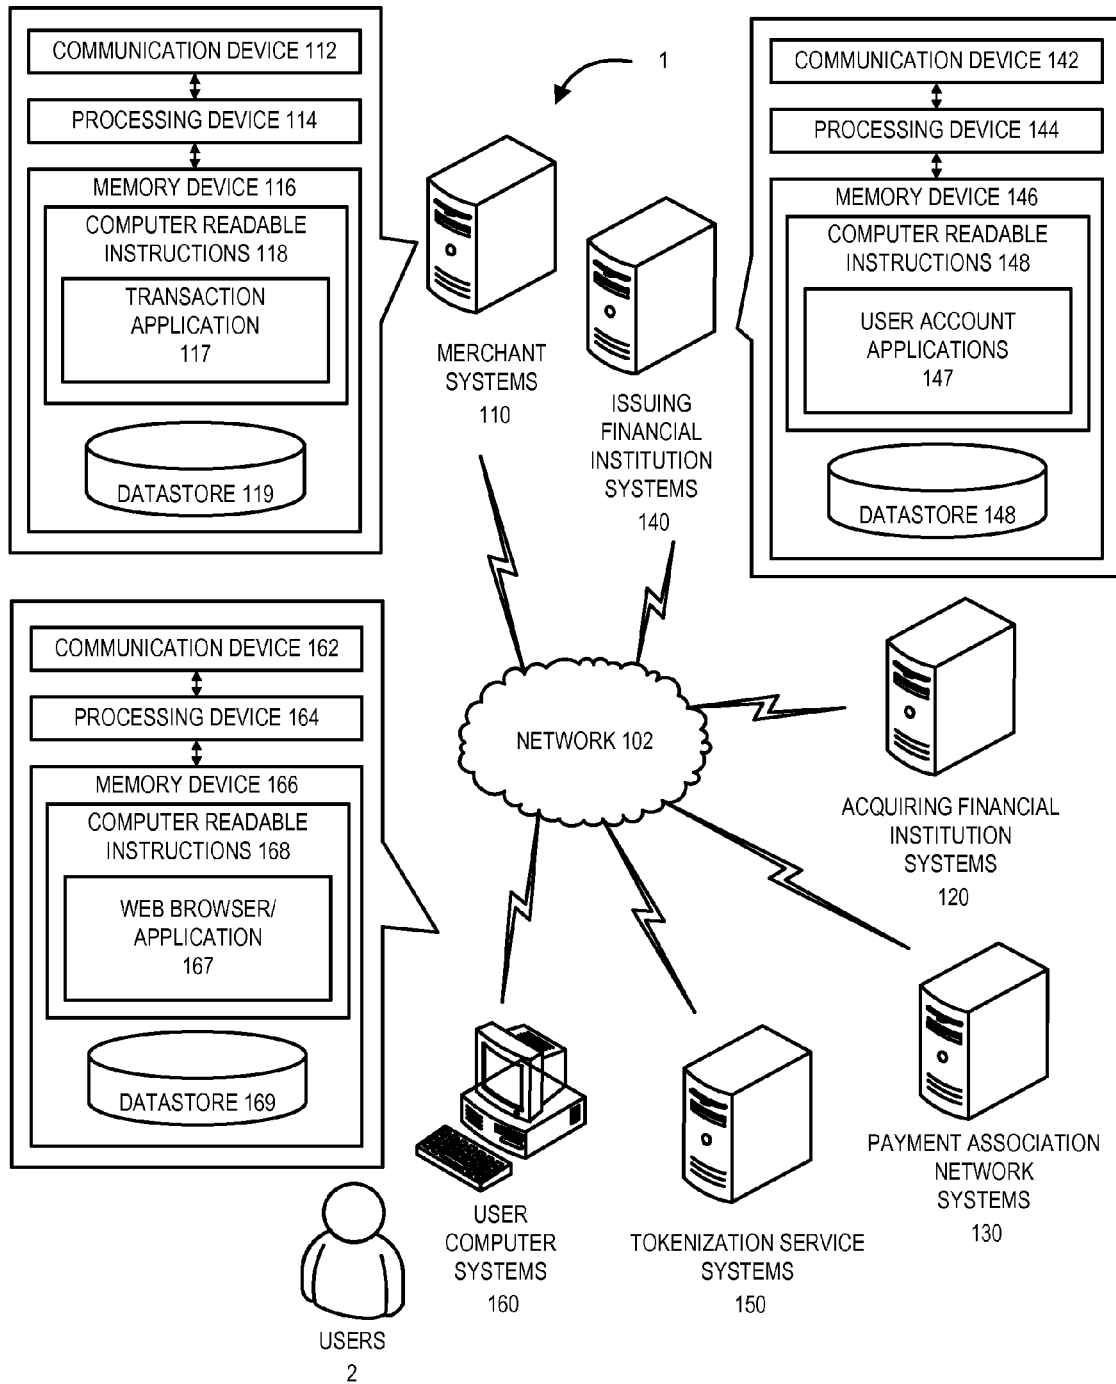 COMMUNICATION DEVICE 112
PROCESSING DEVICE 114
MEMORY DEVICE 116
COMPUTER READABLE
INSTRUCTIONS 118
TRANSACTION
APPLICATION
117
DATASTORE 119
1
MERCHANT
SYSTEMS
110
ISSUING
FINANCIAL
INSTITUTION
SYSTEMS
140
COMMUNICATION DEVICE 142
PROCESSING DEVICE 144
MEMORY DEVICE 146
COMPUTER READABLE
INSTRUCTIONS 148
USER ACCOUNT
APPLICATIONS
147
DATASTORE 148
COMMUNICATION DEVICE 162
PROCESSING DEVICE 164
MEMORY DEVICE 166
COMPUTER READABLE
INSTRUCTIONS 168
WEB BROWSER/
APPLICATION
167
DATASTORE 169
NETWORK 102
ACQUIRING FINANCIAL
INSTITUTION
SYSTEMS
120
PAYMENT ASSOCIATION
NETWORK
SYSTEMS
130
TOKENIZATION SERVICE
SYSTEMS
150
USER
COMPUTER
SYSTEMS
160
USERS
2